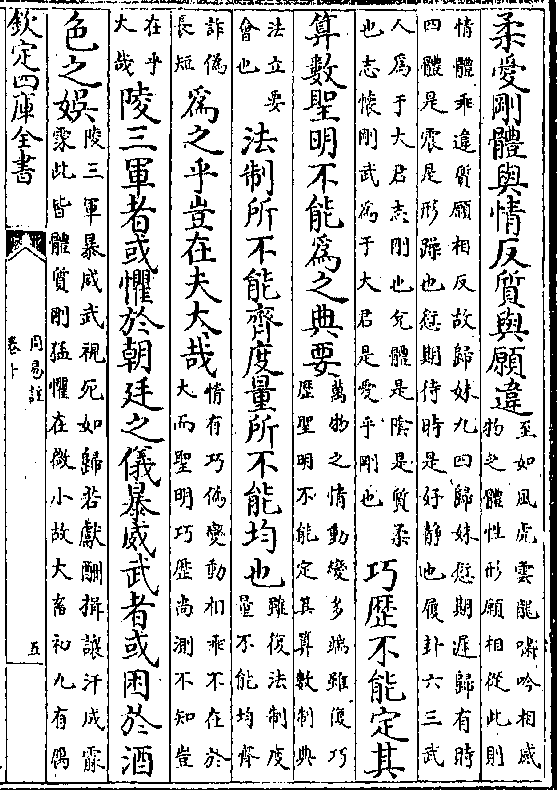 柔愛剛體與情反質與願違
至如風虎雲龍嘯吟相感
物之體性形願相從此則
情體乖違質願相反故歸妹九四歸妹愆期遲歸有時
四體是震是形躁也愆期待時是好静也履卦六三武
人為于大君志剛也兌體是陰是質柔
也志懷剛武為于大君是愛乎剛也
巧歷不能定其
算數聖明不能為之典要
萬物之情動變多端雖復巧
歷聖明不能定其算數制典
法立要
會也
法制所不能齊度量所不能均也
雖復法制度
量不能均齊
詐偽
長短
為之乎豈在夫大哉
情有巧偽變動相乖不在於
大而聖明巧歷尚測不知豈
在乎
大哉
陵三軍者或懼於朝廷之儀暴威武者或困於酒
色之娛
陵三軍暴威武視死如歸若獻酬揖讓汗成霢
霂此皆體質剛猛懼在微小故大畜初九有偶
欽定四庫全書
周易註
卷十
五